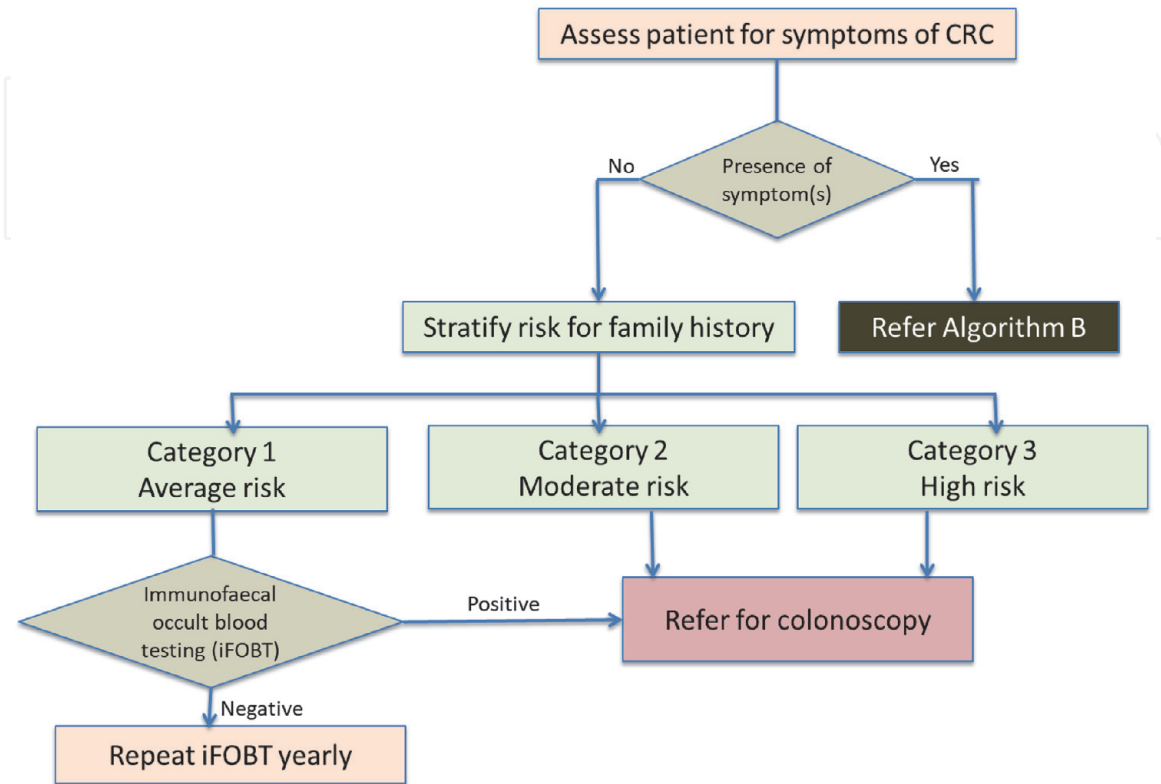 Assess patient for symptoms of CRC
No
Presence of
symptom(s)
Yes
Stratify risk for family history
Refer Algorithm B
Category 1
Average risk
Category 2
Moderate risk
Category 3
High risk
Immunofaecal
occult blood
testing (iFOBT)
Positive
Refer for colonoscopy
Negative
Repeat iFOBT yearly